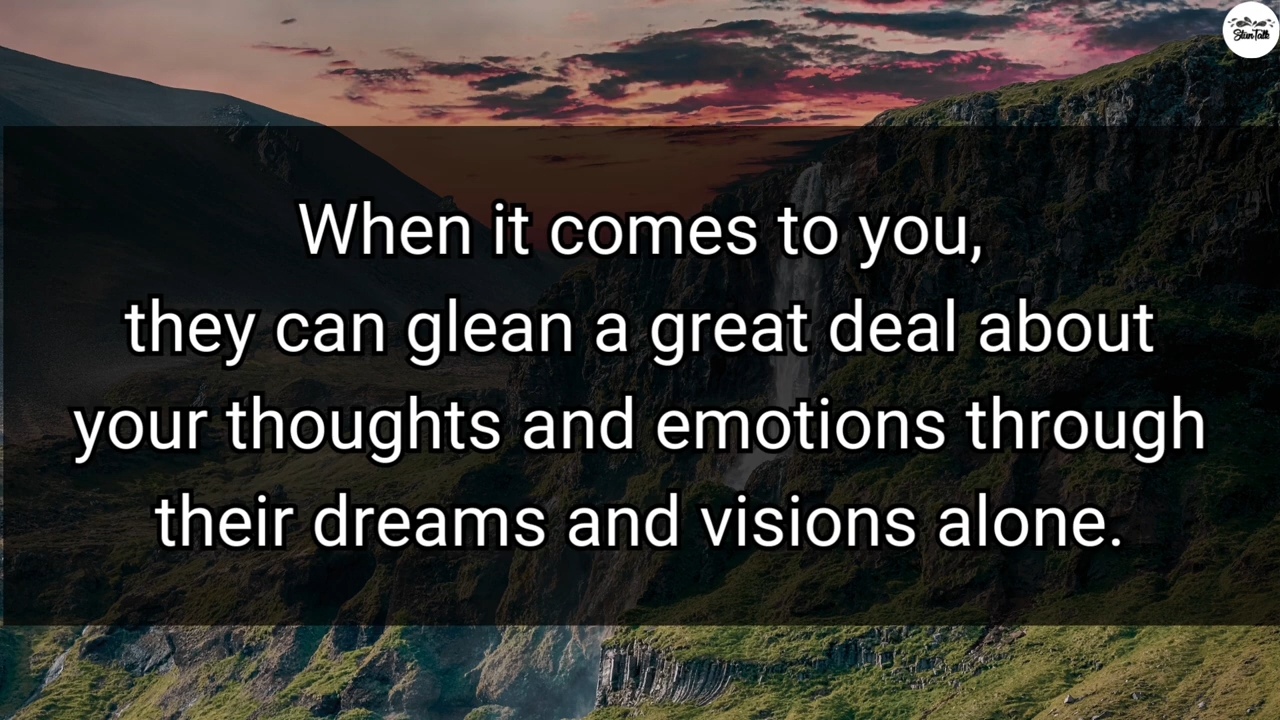 StunTalk
When it comes to you,
they can glean a great deal about
your thoughts and emotions through
their dreams and visions alone.